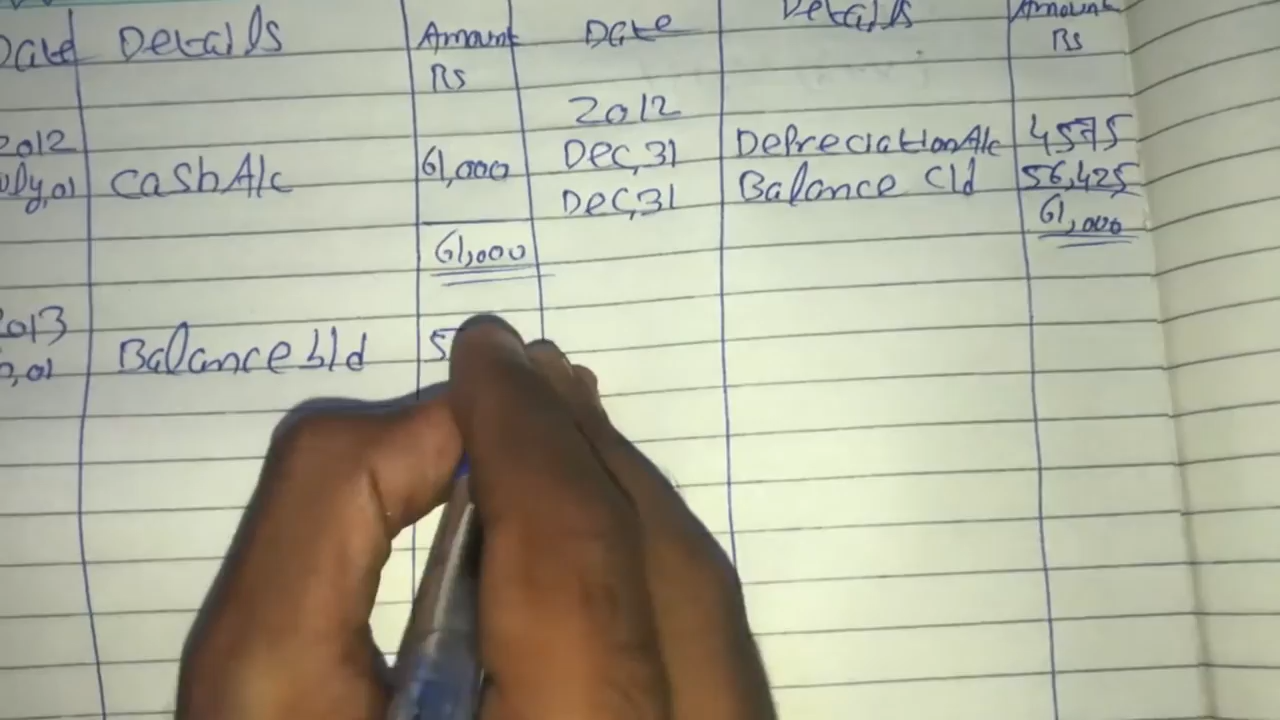 Date Details Amount Date Details Amount
Rs Rs
2012 2012
July,01 Cash A/c 61,000 Dec,31 Depreciation A/c 4575
Dec,31 Balance C/d 56,425
61,000 61,000
2013
Balance b/d 5